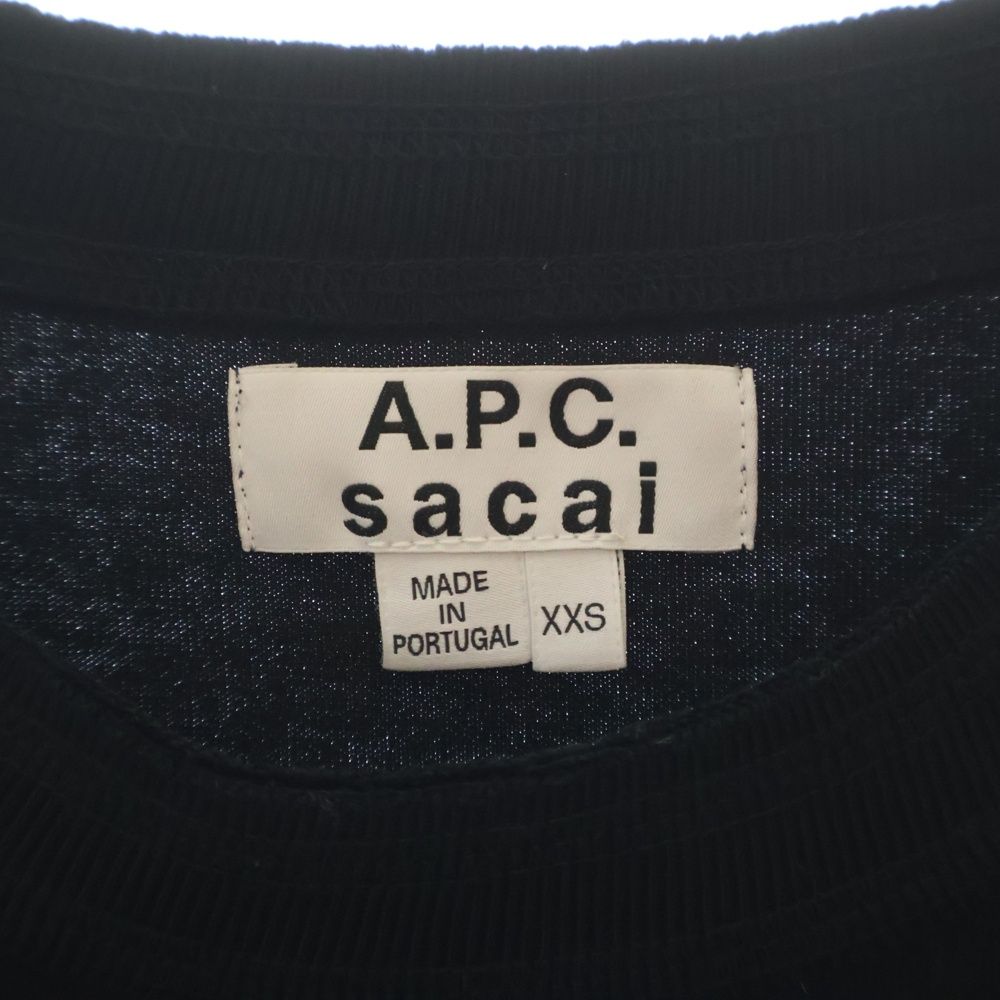 A.P.C.
sacai
MADE
IN
PORTUGAL
XXS